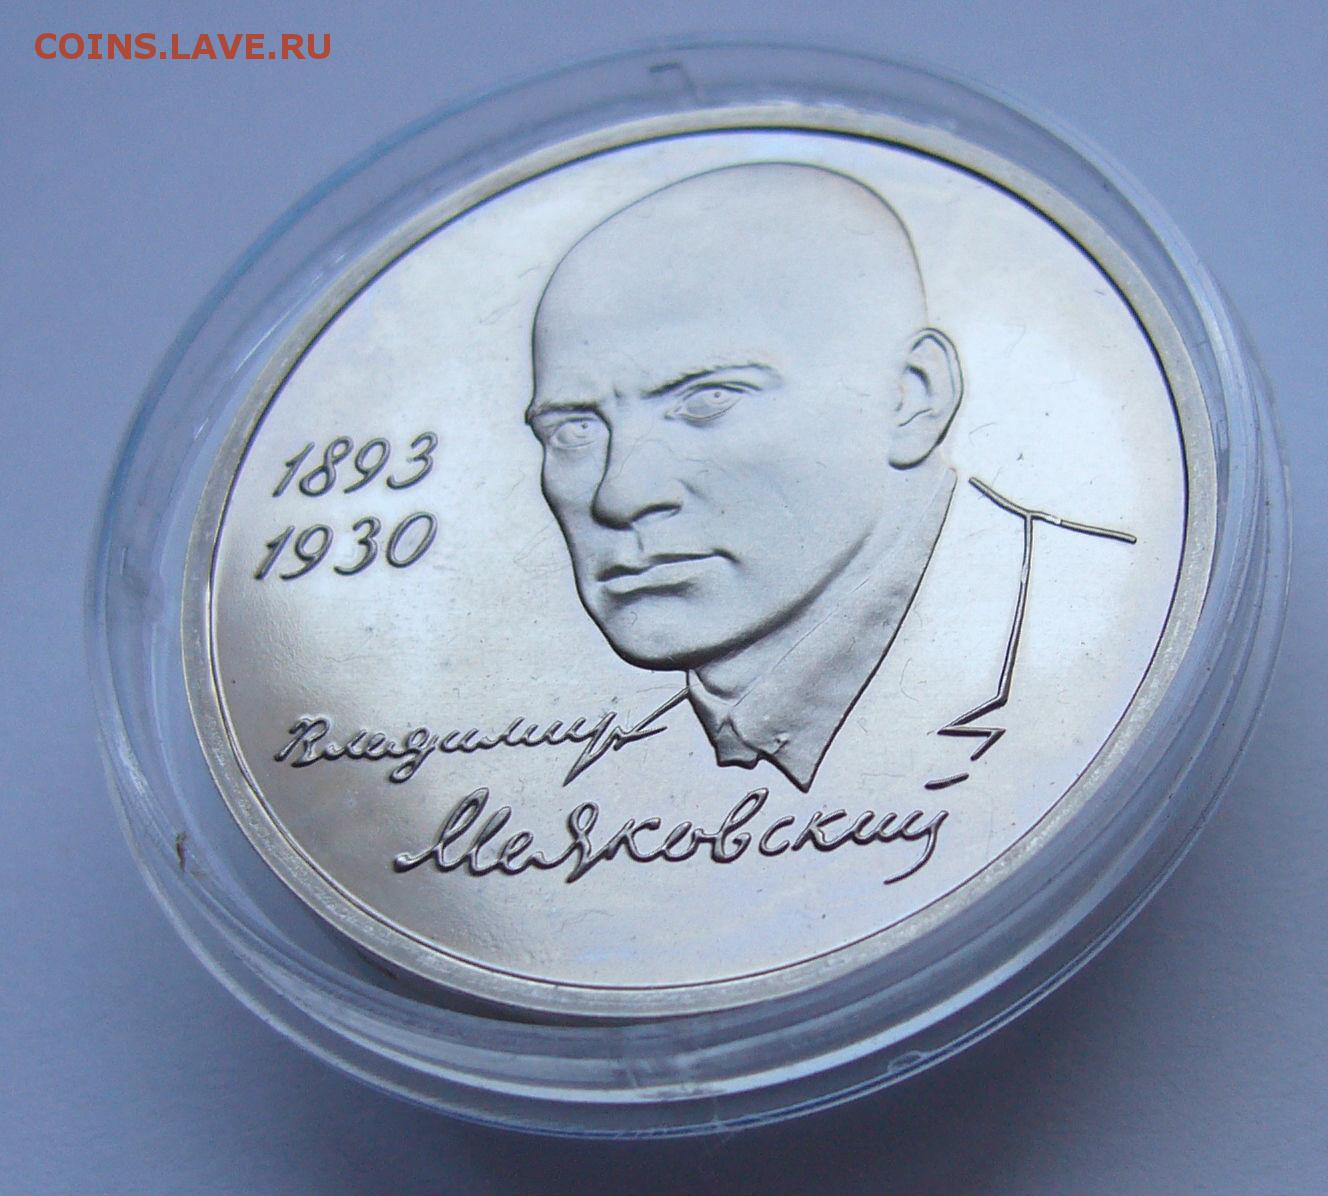 COINS.LAVE.RU
1893
1930
Владимир
Маяковский